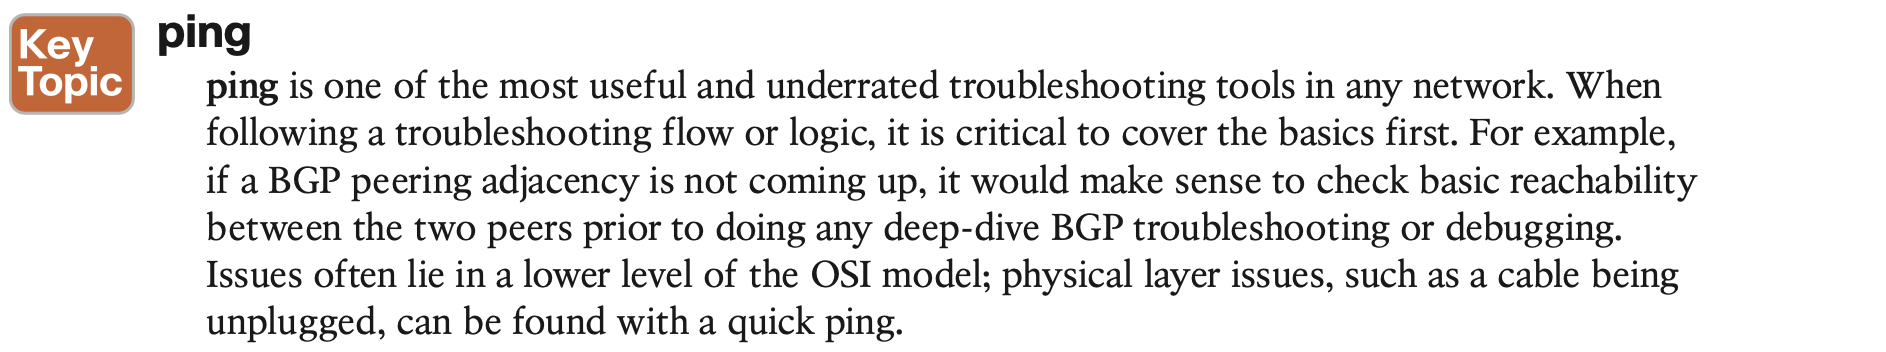 Key
Topic
ping
ping is one of the most useful and underrated troubleshooting tools in any network. When
following a troubleshooting flow or logic, it is critical to cover the basics first. For example,
if a BGP peering adjacency is not coming up, it would make sense to check basic reachability
between the two peers prior to doing any deep-dive BGP troubleshooting or debugging.
Issues often lie in a lower level of the OSI model; physical layer issues, such as a cable being
unplugged, can be found with a quick ping.